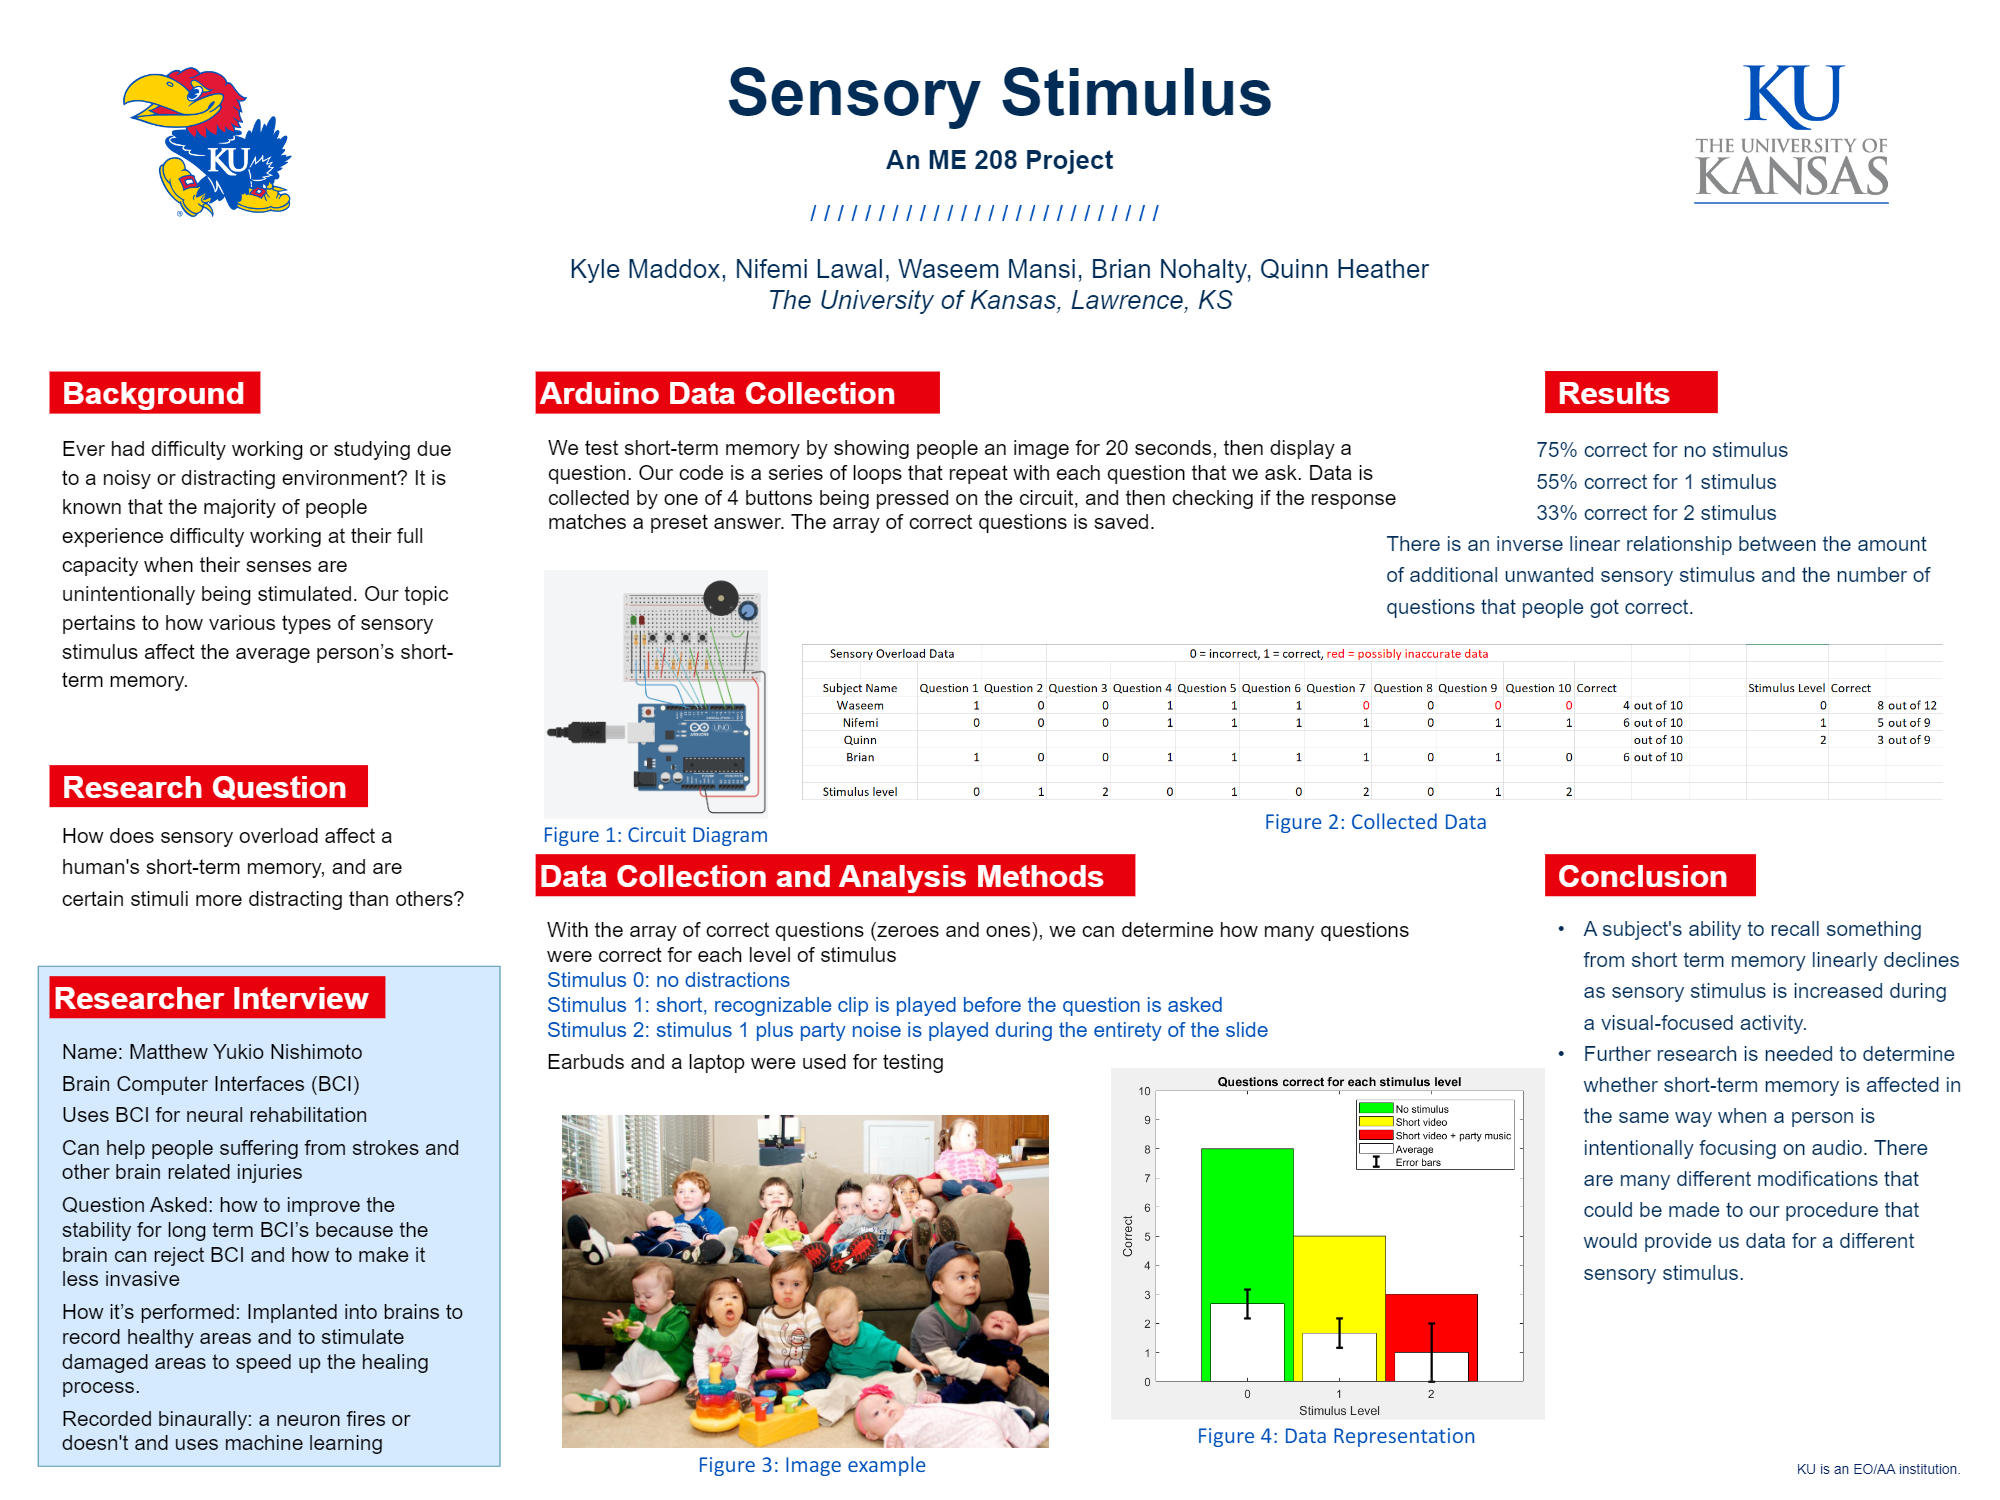 Sensory Stimulus
An ME 208 Project
/ / / / / / / / / / / / / / / / / / / / / / / / / /
Kyle Maddox, Nifemi Lawal, Waseem Mansi, Brian Nohalty, Quinn Heather
The University of Kansas, Lawrence, KS
KU
KU
THE UNIVERSITY OF
KANSAS
Background
Ever had difficulty working or studying due
to a noisy or distracting environment? It is
known that the majority of people
experience difficulty working at their full
capacity when their senses are
unintentionally being stimulated. Our topic
pertains to how various types of sensory
stimulus affect the average person’s short-
term memory.
Research Question
How does sensory overload affect a
human's short-term memory, and are
certain stimuli more distracting than others?
Researcher Interview
Name: Matthew Yukio Nishimoto
Brain Computer Interfaces (BCI)
Uses BCI for neural rehabilitation
Can help people suffering from strokes and
other brain related injuries
Question Asked: how to improve the
stability for long term BCI’s because the
brain can reject BCI and how to make it
less invasive
How it’s performed: Implanted into brains to
record healthy areas and to stimulate
damaged areas to speed up the healing
process.
Recorded binaurally: a neuron fires or
doesn't and uses machine learning
Arduino Data Collection
We test short-term memory by showing people an image for 20 seconds, then display a
question. Our code is a series of loops that repeat with each question that we ask. Data is
collected by one of 4 buttons being pressed on the circuit, and then checking if the response
matches a preset answer. The array of correct questions is saved.
UNO
ARDUINO
Figure 1: Circuit Diagram
Results
75% correct for no stimulus
55% correct for 1 stimulus
33% correct for 2 stimulus
There is an inverse linear relationship between the amount
of additional unwanted sensory stimulus and the number of
questions that people got correct.
Sensory Overload Data 0 = incorrect, 1 = correct, red = possibly inaccurate data
Subject Name Question 1 Question 2 Question 3 Question 4 Question 5 Question 6 Question 7 Question 8 Question 9 Question 10 Correct Stimulus Level Correct
Waseem 1 0 0 1 1 1 0 0 0 0 4 out of 10 0 8 out of 12
Nifemi 0 0 0 1 1 1 1 0 1 1 6 out of 10 1 5 out of 9
Quinn out of 10 2 3 out of 9
Brian 1 0 0 1 1 1 1 0 1 0 6 out of 10
Stimulus level 0 1 2 0 1 0 2 0 1 2
Figure 2: Collected Data
Data Collection and Analysis Methods
With the array of correct questions (zeroes and ones), we can determine how many questions
were correct for each level of stimulus
Stimulus 0: no distractions
Stimulus 1: short, recognizable clip is played before the question is asked
Stimulus 2: stimulus 1 plus party noise is played during the entirety of the slide
Earbuds and a laptop were used for testing
Figure 3: Image example
Questions correct for each stimulus level
No stimulus
Short video
Short video + party music
Average
Error bars
Correct
10
9
8
7
6
5
4
3
2
1
0
0 1 2
Stimulus Level
Figure 4: Data Representation
Conclusion
• A subject's ability to recall something
from short term memory linearly declines
as sensory stimulus is increased during
a visual-focused activity.
• Further research is needed to determine
whether short-term memory is affected in
the same way when a person is
intentionally focusing on audio. There
are many different modifications that
could be made to our procedure that
would provide us data for a different
sensory stimulus.
KU is an EO/AA institution.